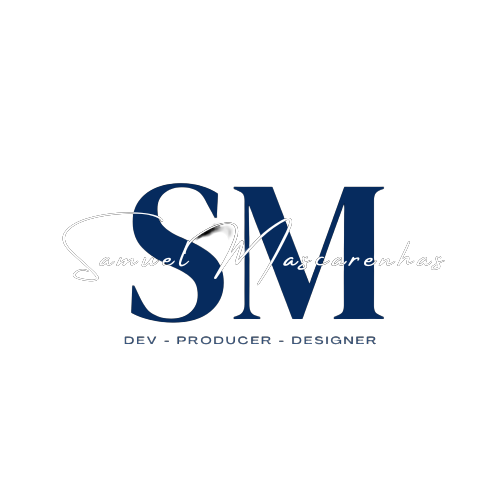 SM
Samuel Mascarenhas
DEV - PRODUCER - DESIGNER